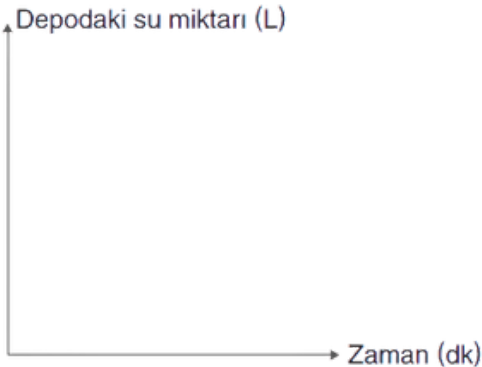 Depodaki su miktarı (L)
Zaman (dk)